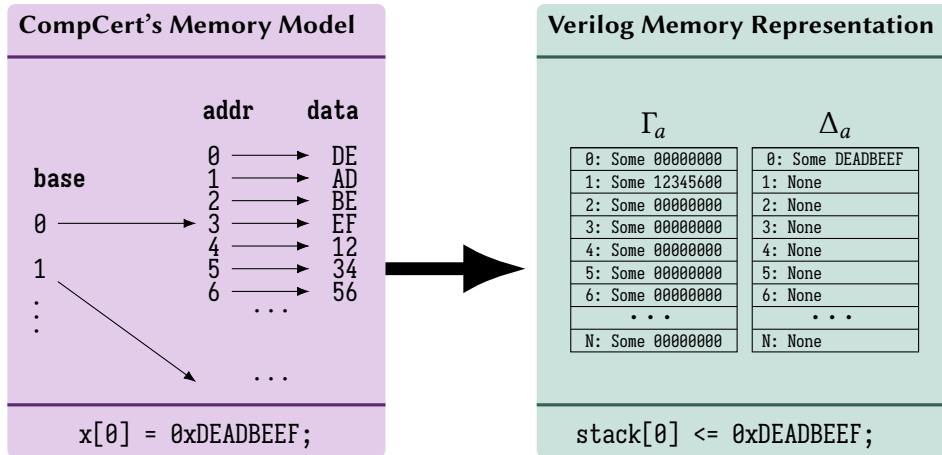 CompCert's Memory Model
addr data
base
0 DE
1 AD
2 BE
3 EF
4 12
5 34
6 56
. . .
0
1
. . .
. . .
x[0] = 0xDEADBEEF;
Verilog Memory Representation
Γa
0: Some 00000000
1: Some 12345600
2: Some 00000000
3: Some 00000000
4: Some 00000000
5: Some 00000000
6: Some 00000000
. . .
N: Some 00000000
Δa
0: Some DEADBEEF
1: None
2: None
3: None
4: None
5: None
6: None
. . .
N: None
stack[0] <= 0xDEADBEEF;